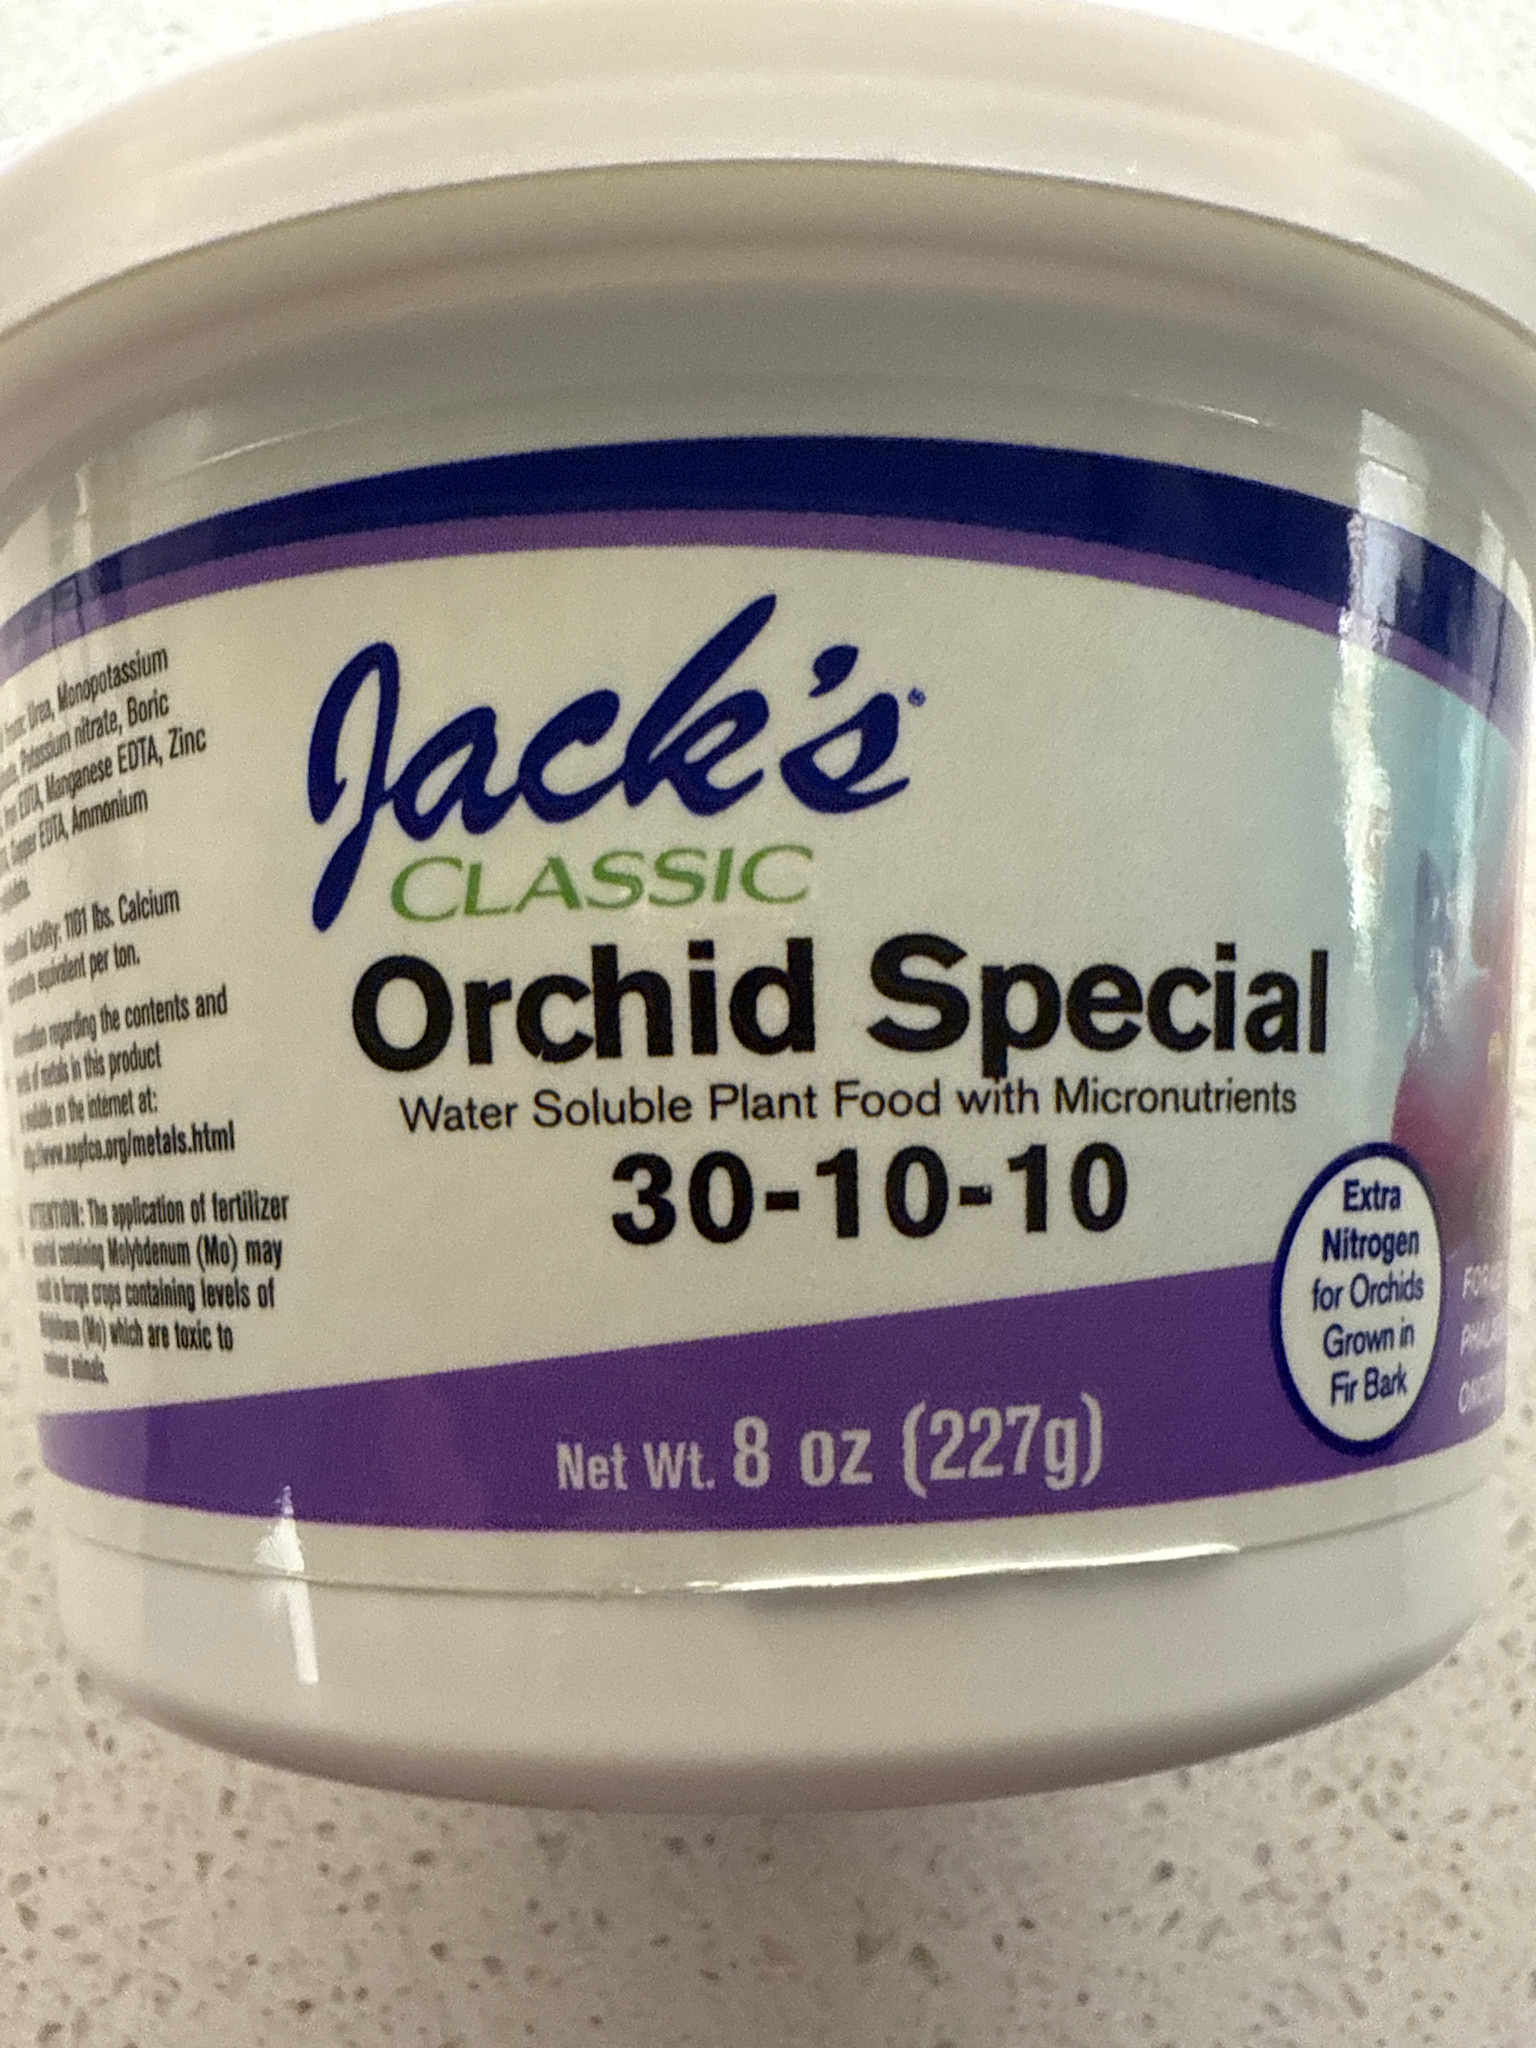 Urea, Monopotassium
Potassium nitrate, Boric
Iron EDTA, Manganese EDTA, Zinc
Copper EDTA, Ammonium
Acidity: 1101 lbs. Calcium
equivalent per ton.
regarding the contents and
of metals in this product
on the internet at:
www.aapfco.org/metals.html
ATTENTION: The application of fertilizer
containing Molybdenum (Mo) may
in forage crops containing levels of
(Mo) which are toxic to
animals.
Jack's®
CLASSIC
Orchid Special
Water Soluble Plant Food with Micronutrients
30-10-10
Extra
Nitrogen
for Orchids
Grown in
Fir Bark
Net Wt. 8 oz (227g)